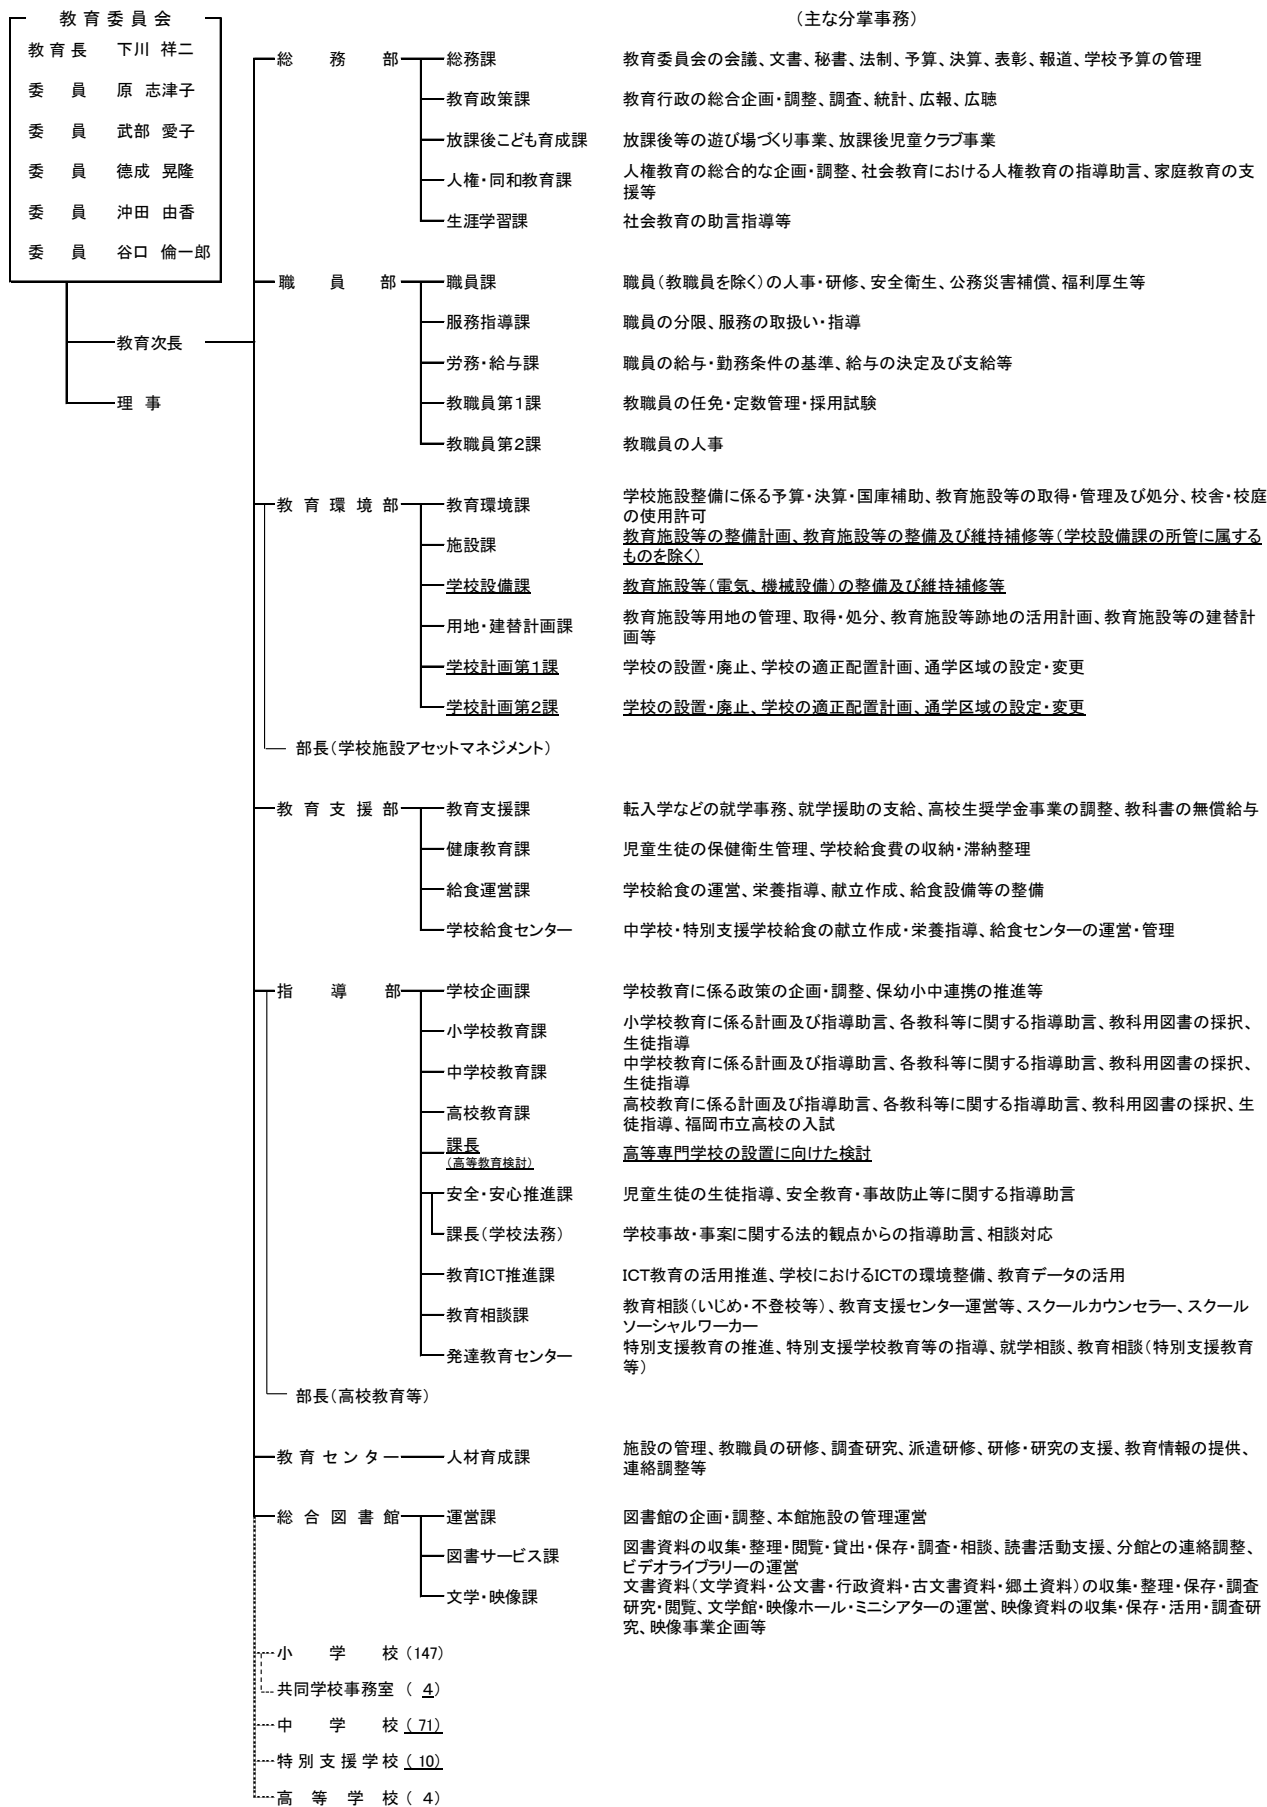 教育委員会
教育長 下川 祥二
委員 原 志津子
委員 武部 愛子
委員 德成 晃隆
委員 沖田 由香
委員 谷口 倫一郎
教育次長
理事
(主な分掌事務)
総務部 総務課 教育委員会の会議、文書、秘書、法制、予算、決算、表彰、報道、学校予算の管理
教育政策課 教育行政の総合企画・調整、調査、統計、広報、広聴
放課後こども育成課 放課後等の遊び場づくり事業、放課後児童クラブ事業
人権・同和教育課 人権教育の総合的な企画・調整、社会教育における人権教育の指導助言、家庭教育の支
援等
生涯学習課 社会教育の助言指導等
職員部 職員課 職員(教職員を除く)の人事・研修、安全衛生、公務災害補償、福利厚生等
服務指導課 職員の分限、服務の取扱い・指導
労務・給与課 職員の給与・勤務条件の基準、給与の決定及び支給等
教職員第1課 教職員の任免・定数管理・採用試験
教職員第2課 教職員の人事
教育環境部 教育環境課 学校施設整備に係る予算・決算・国庫補助、教育施設等の取得・管理及び処分、校舎・校庭
の使用許可
施設課 教育施設等の整備計画、教育施設等の整備及び維持補修等(学校設備課の所管に属する
ものを除く)
学校設備課 教育施設等(電気、機械設備)の整備及び維持補修等
用地・建替計画課 教育施設等用地の管理、取得・処分、教育施設等跡地の活用計画、教育施設等の建替計
画等
学校計画第1課 学校の設置・廃止、学校の適正配置計画、通学区域の設定・変更
学校計画第2課 学校の設置・廃止、学校の適正配置計画、通学区域の設定・変更
部長(学校施設アセットマネジメント)
教育支援部 教育支援課 転入学などの就学事務、就学援助の支給、高校生奨学金事業の調整、教科書の無償給与
健康教育課 児童生徒の保健衛生管理、学校給食費の収納・滞納整理
給食運営課 学校給食の運営、栄養指導、献立作成、給食設備等の整備
学校給食センター 中学校・特別支援学校給食の献立作成・栄養指導、給食センターの運営・管理
指導部 学校企画課 学校教育に係る政策の企画・調整、保幼小中連携の推進等
小学校教育課 小学校教育に係る計画及び指導助言、各教科等に関する指導助言、教科用図書の採択、
生徒指導
中学校教育課 中学校教育に係る計画及び指導助言、各教科等に関する指導助言、教科用図書の採択、
生徒指導
高校教育課 高校教育に係る計画及び指導助言、各教科等に関する指導助言、教科用図書の採択、生
徒指導、福岡市立高校の入試
課長
(高等教育検討) 高等専門学校の設置に向けた検討
安全・安心推進課 児童生徒の生徒指導、安全教育・事故防止等に関する指導助言
課長(学校法務) 学校事故・事案に関する法的観点からの指導助言、相談対応
教育ICT推進課 ICT教育の活用推進、学校におけるICTの環境整備、教育データの活用
教育相談課 教育相談(いじめ・不登校等)、教育支援センター運営等、スクールカウンセラー、スクール
ソーシャルワーカー
発達教育センター 特別支援教育の推進、特別支援学校教育等の指導、就学相談、教育相談(特別支援教育
等)
部長(高校教育等)
教育センター 人材育成課 施設の管理、教職員の研修、調査研究、派遣研修、研修・研究の支援、教育情報の提供、
連絡調整等
総合図書館 運営課 図書館の企画・調整、本館施設の管理運営
図書サービス課 図書資料の収集・整理・閲覧・貸出・保存・調査・相談、読書活動支援、分館との連絡調整、
ビデオライブラリーの運営
文学・映像課 文書資料(文学資料・公文書・行政資料・古文書資料・郷土資料)の収集・整理・保存・調査
研究・閲覧、文学館・映像ホール・ミニシアターの運営、映像資料の収集・保存・活用・調査研
究、映像事業企画等
小学校 (147)
共同学校事務室 (4)
中学校 (71)
特別支援学校 (10)
高等学校 (4)